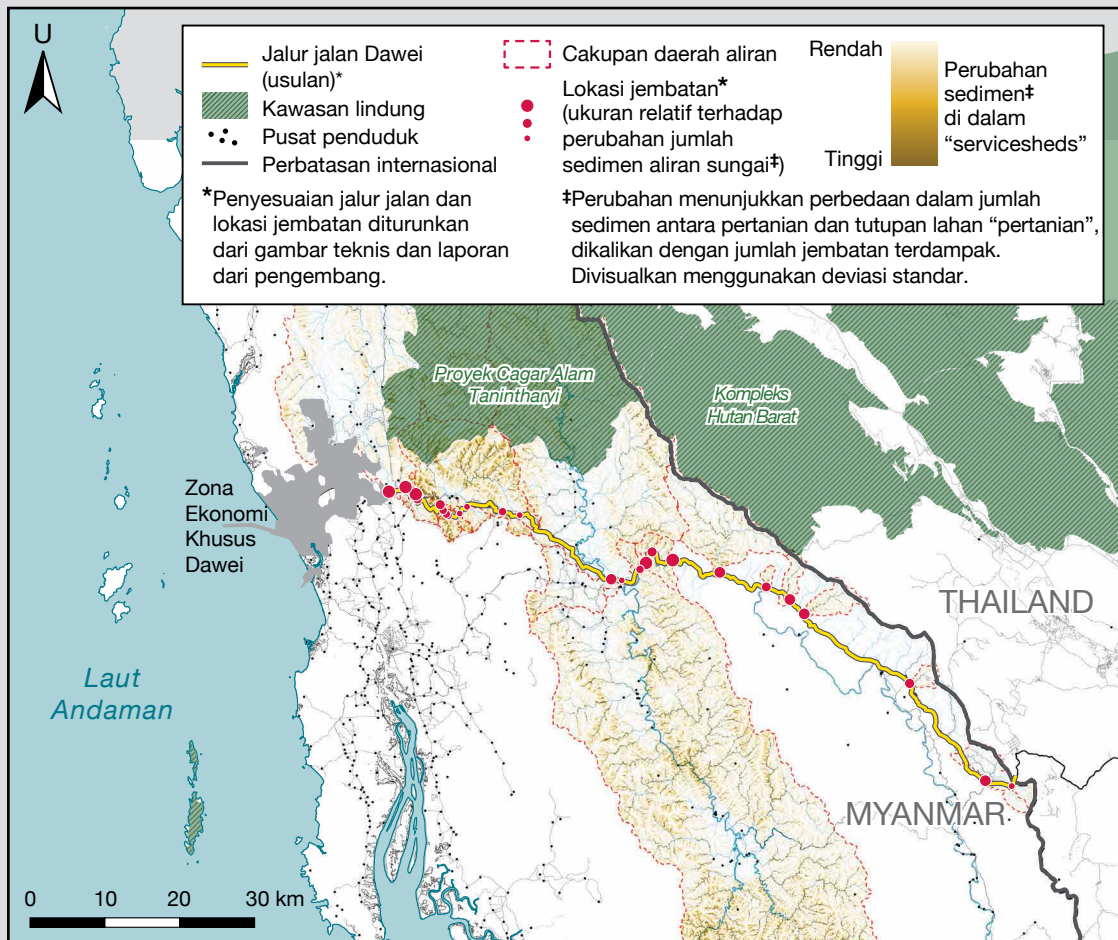 U
Jalur jalan Dawei
(usulan)*
Kawasan lindung
Pusat penduduk
Perbatasan internasional
Cakupan daerah aliran
Lokasi jembatan*
(ukuran relatif terhadap
perubahan jumlah
sedimen aliran sungai‡)
Rendah
Tinggi
Perubahan
sedimen‡
di dalam
“servicesheds”
*Penyesuaian jalur jalan dan
lokasi jembatan diturunkan
dari gambar teknis dan laporan
dari pengembang.
‡Perubahan menunjukkan perbedaan dalam jumlah
sedimen antara pertanian dan tutupan lahan “pertanian”,
dikalikan dengan jumlah jembatan terdampak.
Divisualkan menggunakan deviasi standar.
Proyek Cagar Alam
Tanintharyi
Kompleks
Hutan Barat
Zona
Ekonomi
Khusus
Dawei
THAILAND
Laut
Andaman
MYANMAR
0 10 20 30 km